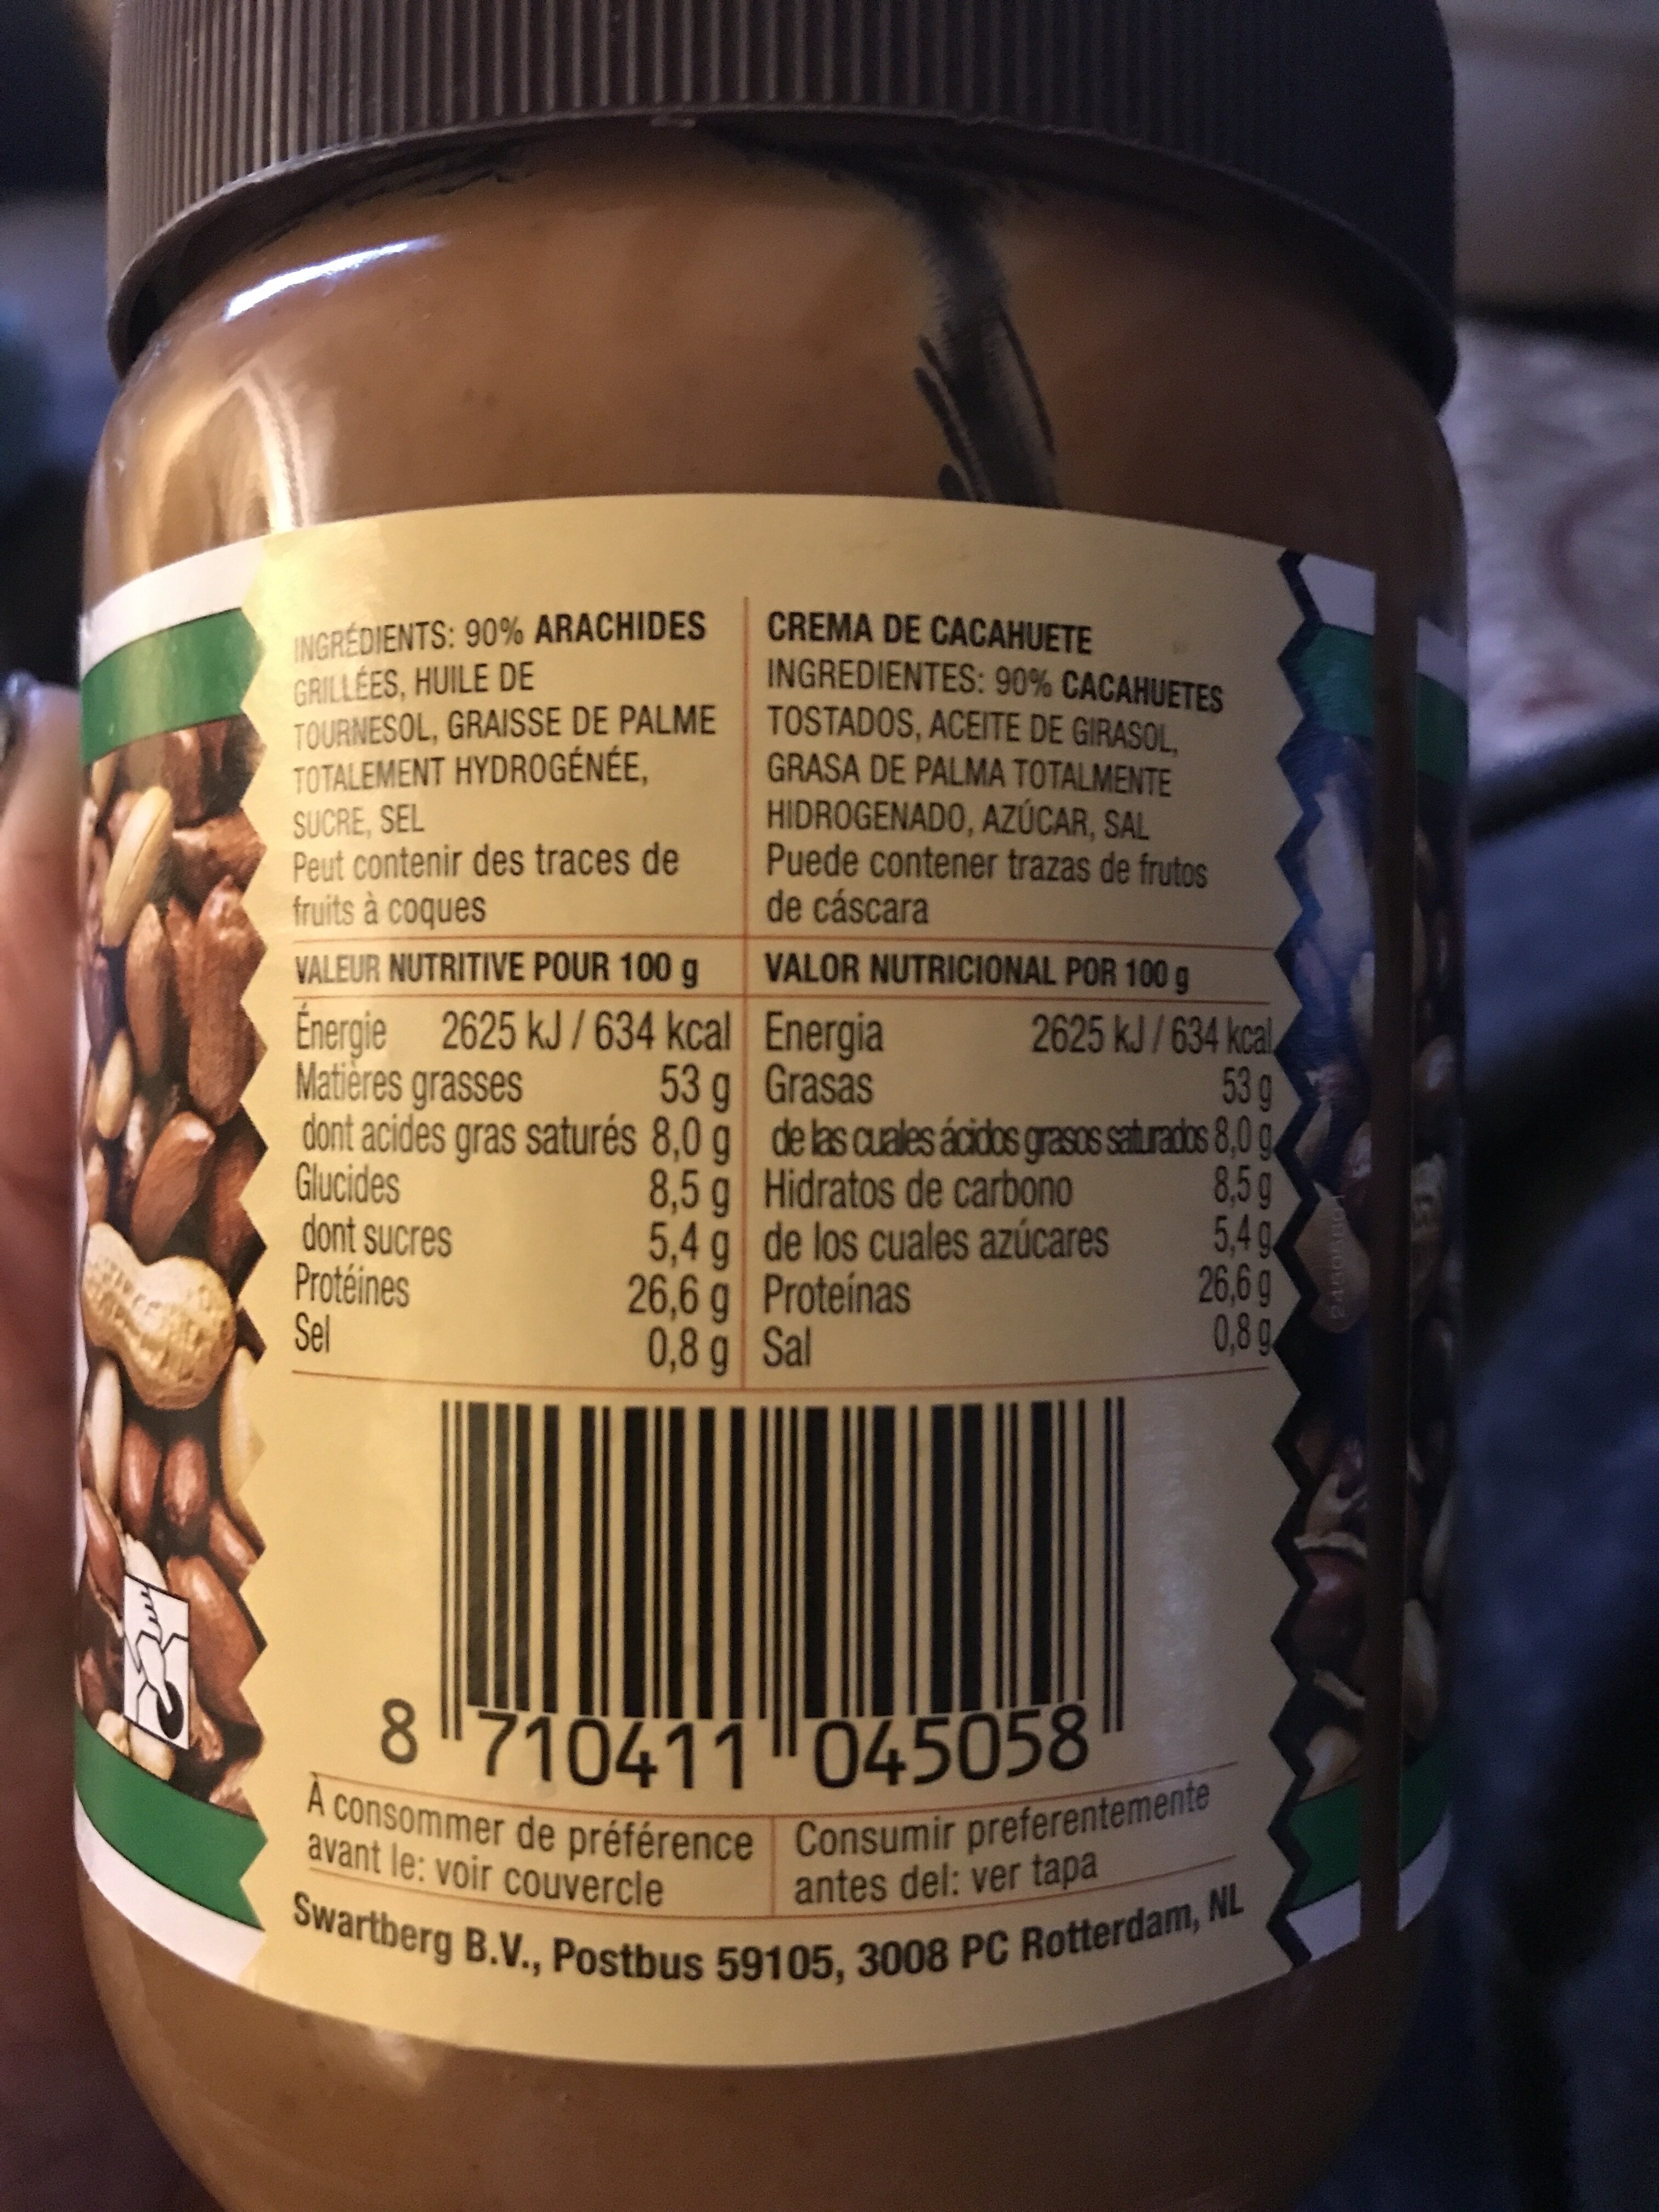 INGRÉDIENTS: 90% ARACHIDES
GRILLÉES, HUILE DE
TOURNESOL, GRAISSE DE PALME
TOTALEMENT HYDROGÉNÉE,
SUCRE, SEL
Peut contenir des traces de
fruits à coques
VALEUR NUTRITIVE POUR 100 g
Énergie 2625 kJ / 634 kcal
Matières grasses 53 g
dont acides gras saturés 8,0 g
Glucides 8,5 g
dont sucres 5,4 g
Protéines 26,6 g
Sel 0,8 g
CREMA DE CACAHUETE
INGREDIENTES: 90% CACAHUETES
TOSTADOS, ACEITE DE GIRASOL,
GRASA DE PALMA TOTALMENTE
HIDROGENADO, AZÚCAR, SAL
Puede contener trazas de frutos
de cáscara
VALOR NUTRICIONAL POR 100 g
Energia 2625 kJ / 634 kcal
Grasas 53 g
de las cuales ácidos grasos saturados 8,0 g
Hidratos de carbono 8,5 g
de los cuales azúcares 5,4 g
Proteínas 26,6 g
Sal 0,8 g
8 710411 045058
À consommer de préférence
avant le: voir couvercle
Consumir preferentemente
antes del: ver tapa
Swartberg B.V., Postbus 59105, 3008 PC Rotterdam, NL